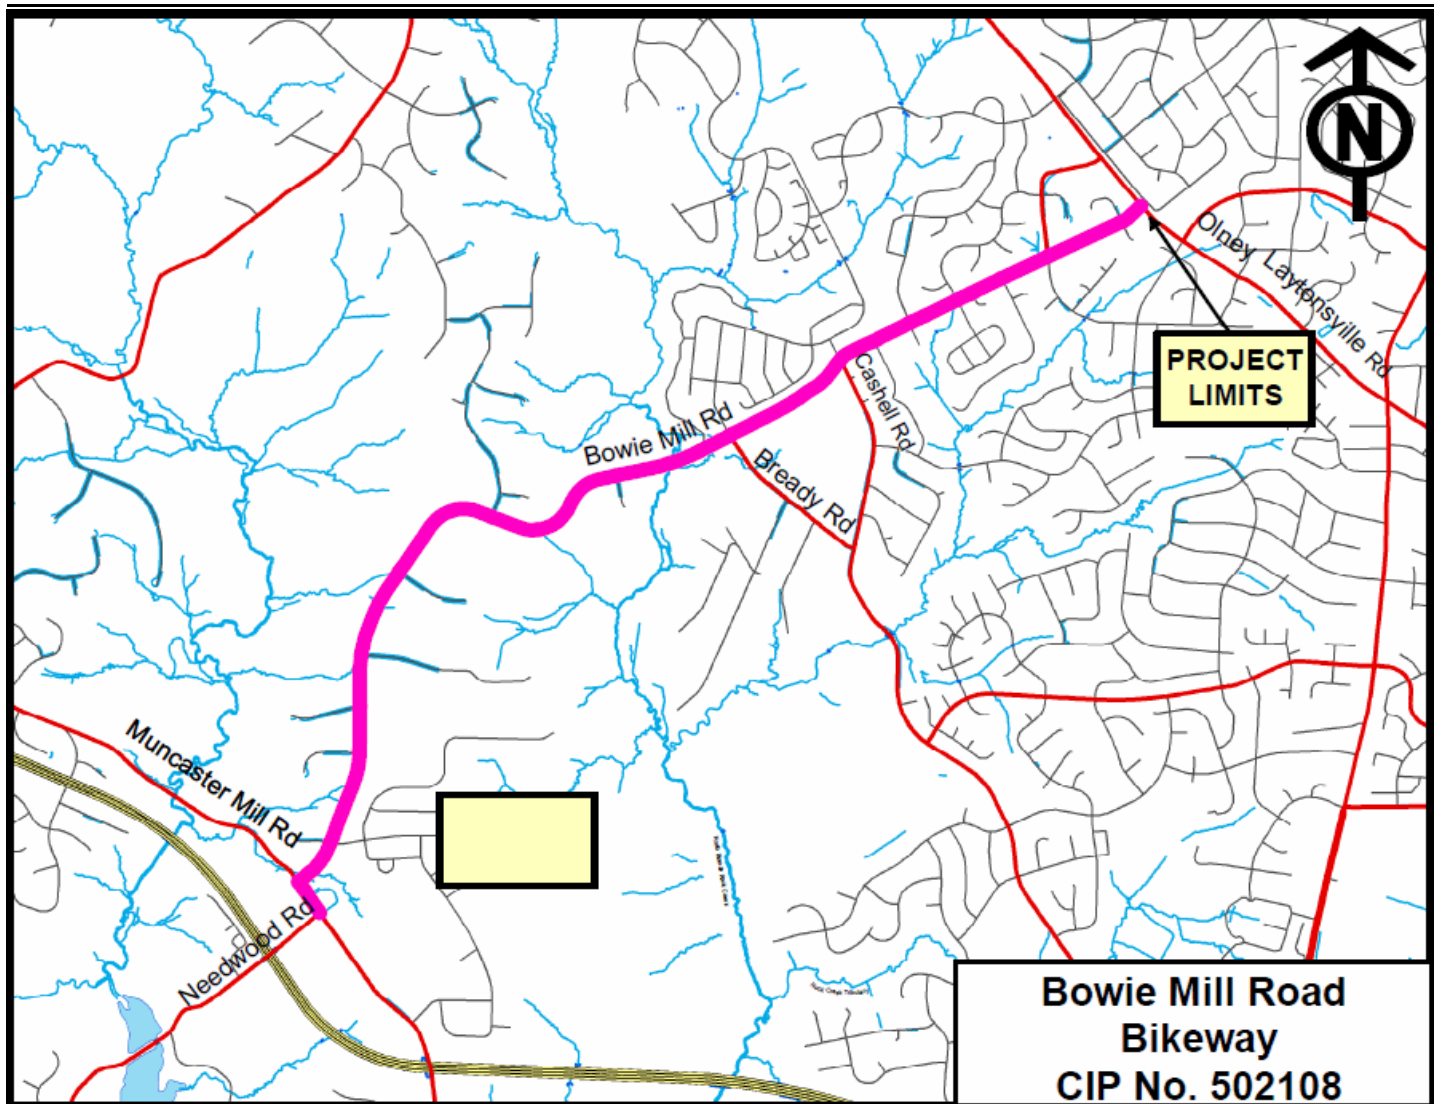 N
Olney Laytonsville Rd
PROJECT
LIMITS
Cashell Rd
Bowie Mill Rd
Bready Rd
Muncaster Mill Rd
Needwood Rd
Bowie Mill Road
Bikeway
CIP No. 502108